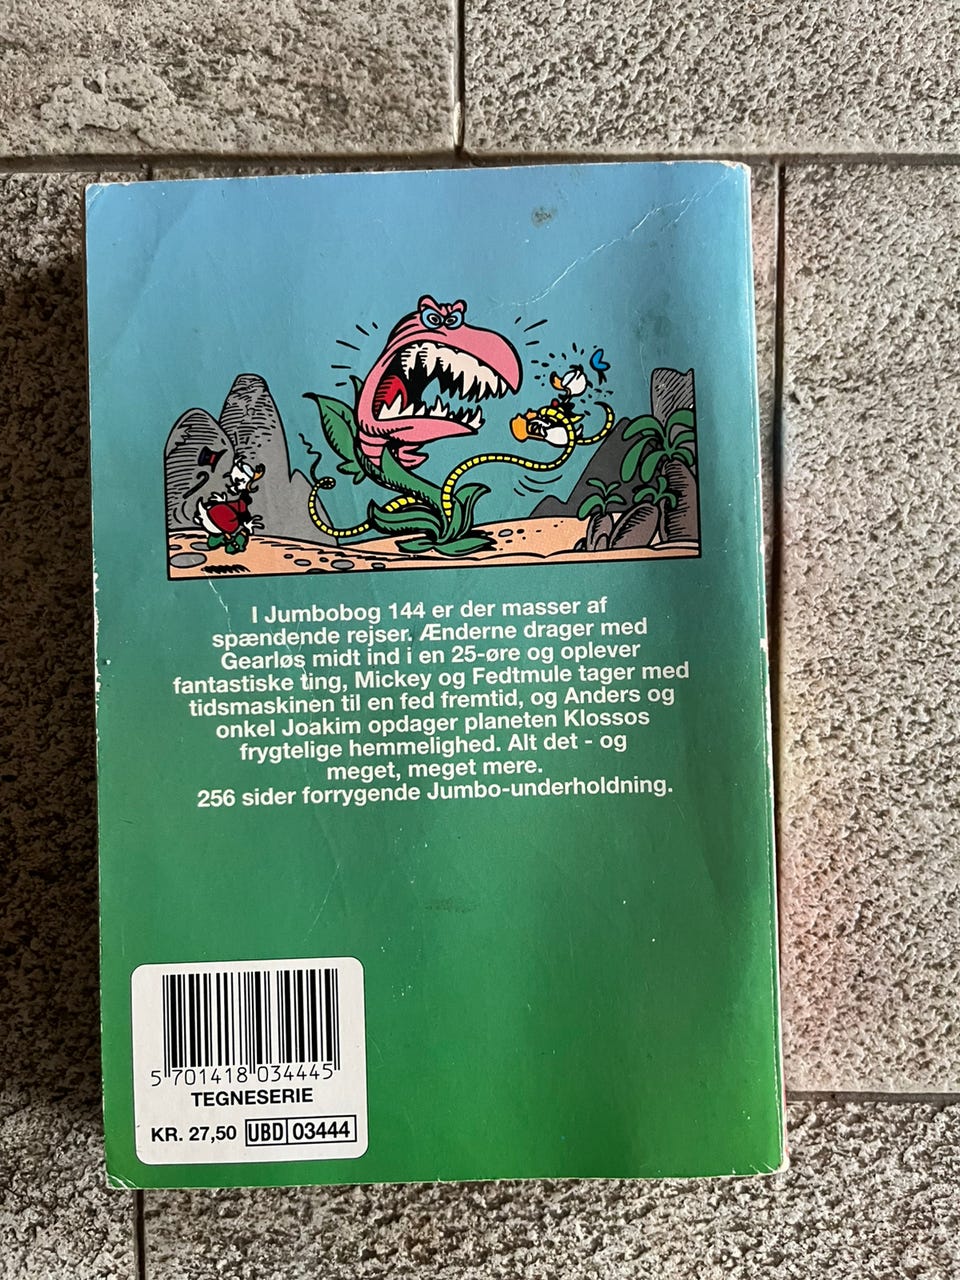 I Jumbobog 144 er der masser af
spændende rejser. Ænderne drager med
Gearløs midt ind i en 25-øre og oplever
fantastiske ting, Mickey og Fedtmule tager med
tidsmaskinen til en fed fremtid, og Anders og
onkel Joakim opdager planeten Klossos
frygtelige hemmelighed. Alt det - og
meget, meget mere.
256 sider forrygende Jumbo-underholdning.
5 701418 034445
TEGNESERIE
KR. 27,50 UBD 03444